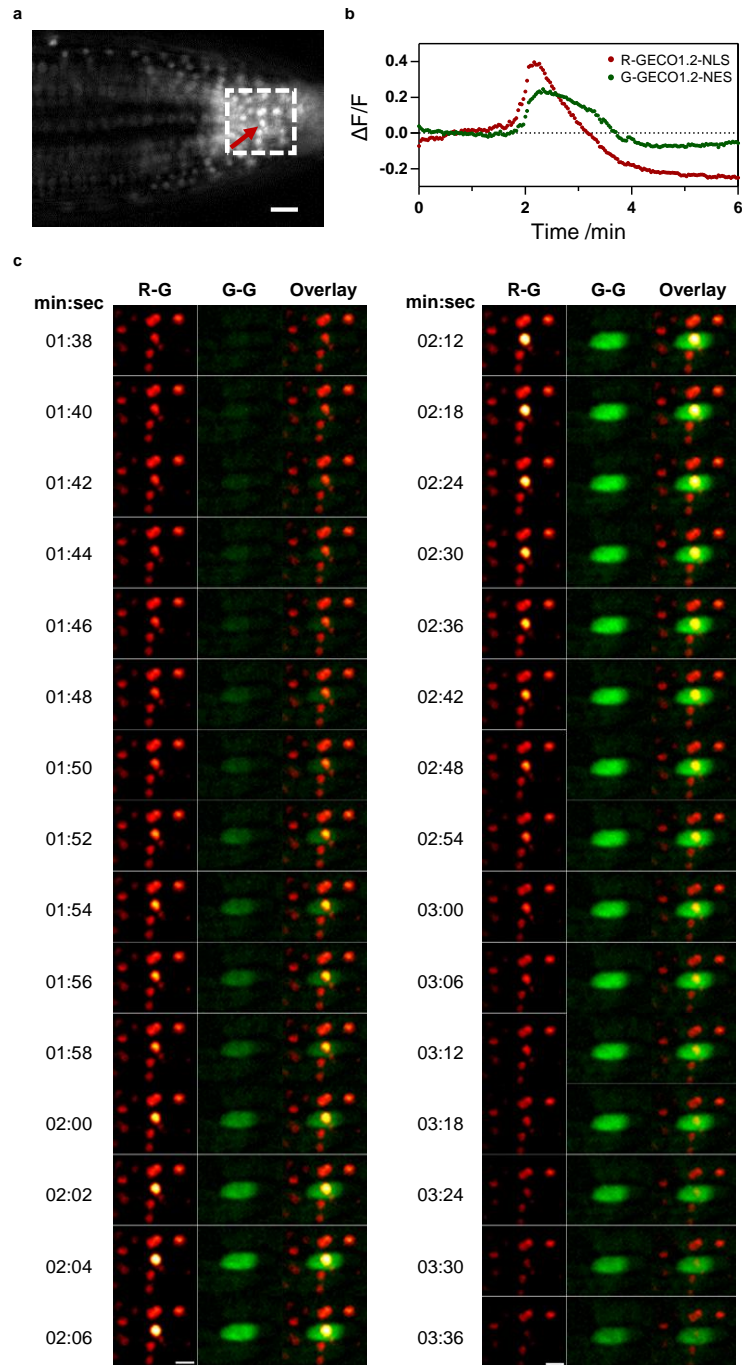 a
b
0.4
0.2
0.0
-0.2
ΔF/F
R-GECO1.2-NLS
G-GECO1.2-NES
0
2
4
6
Time /min
c
min:sec
R-G
G-G
Overlay
01:38
01:40
01:42
01:44
01:46
01:48
01:50
01:52
01:54
01:56
01:58
02:00
02:02
02:04
02:06
min:sec
R-G
G-G
Overlay
02:12
02:18
02:24
02:30
02:36
02:42
02:48
02:54
03:00
03:06
03:12
03:18
03:24
03:30
03:36